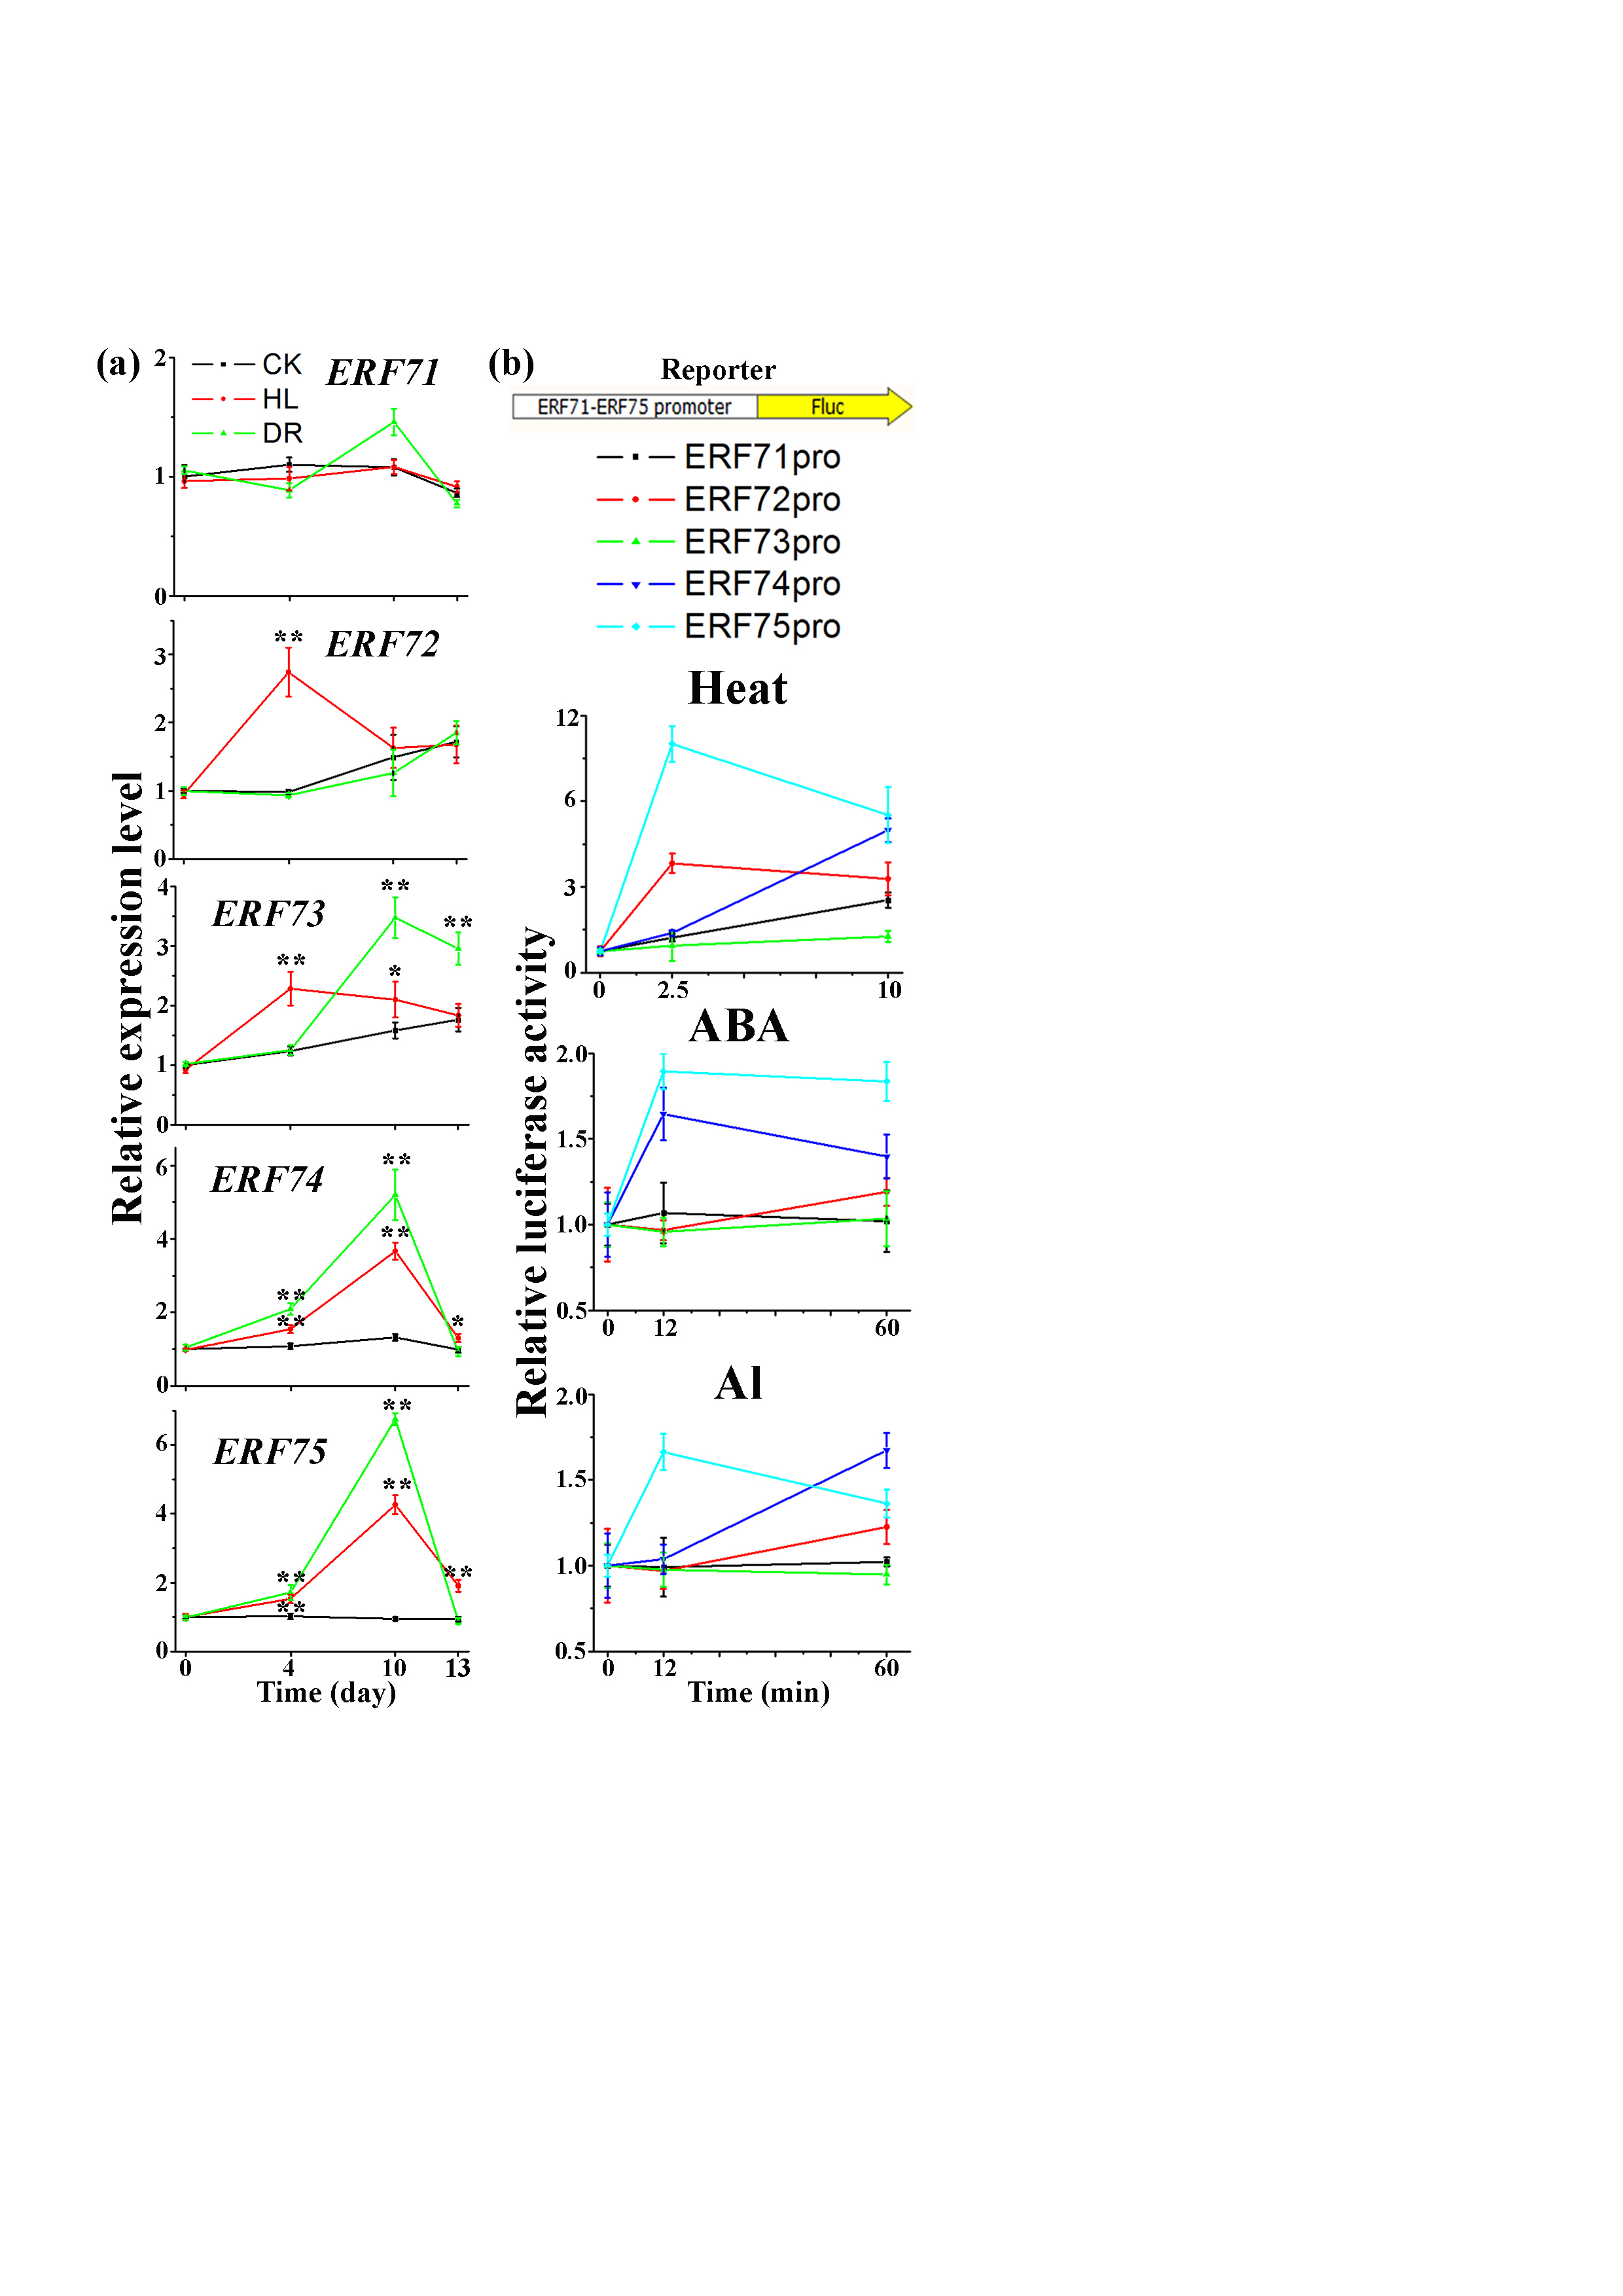 (a)
2
CK
HL
DR
ERF71
1
0
**
ERF72
3
2
1
0
4
ERF73
**
**
**
*
3
2
1
0
ERF74
**
**
**
**
*
6
4
2
0
ERF75
**
**
**
**
**
6
4
2
0
0 4 10 13
Time (day)
Relative expression level
(b)
Reporter
ERF71-ERF75 promoter Fluc
ERF71pro
ERF72pro
ERF73pro
ERF74pro
ERF75pro
Heat
12
6
3
0
0 2.5 10
ABA
2.0
1.5
1.0
0.5
0 12 60
Al
2.0
1.5
1.0
0.5
0 12 60
Time (min)
Relative luciferase activity